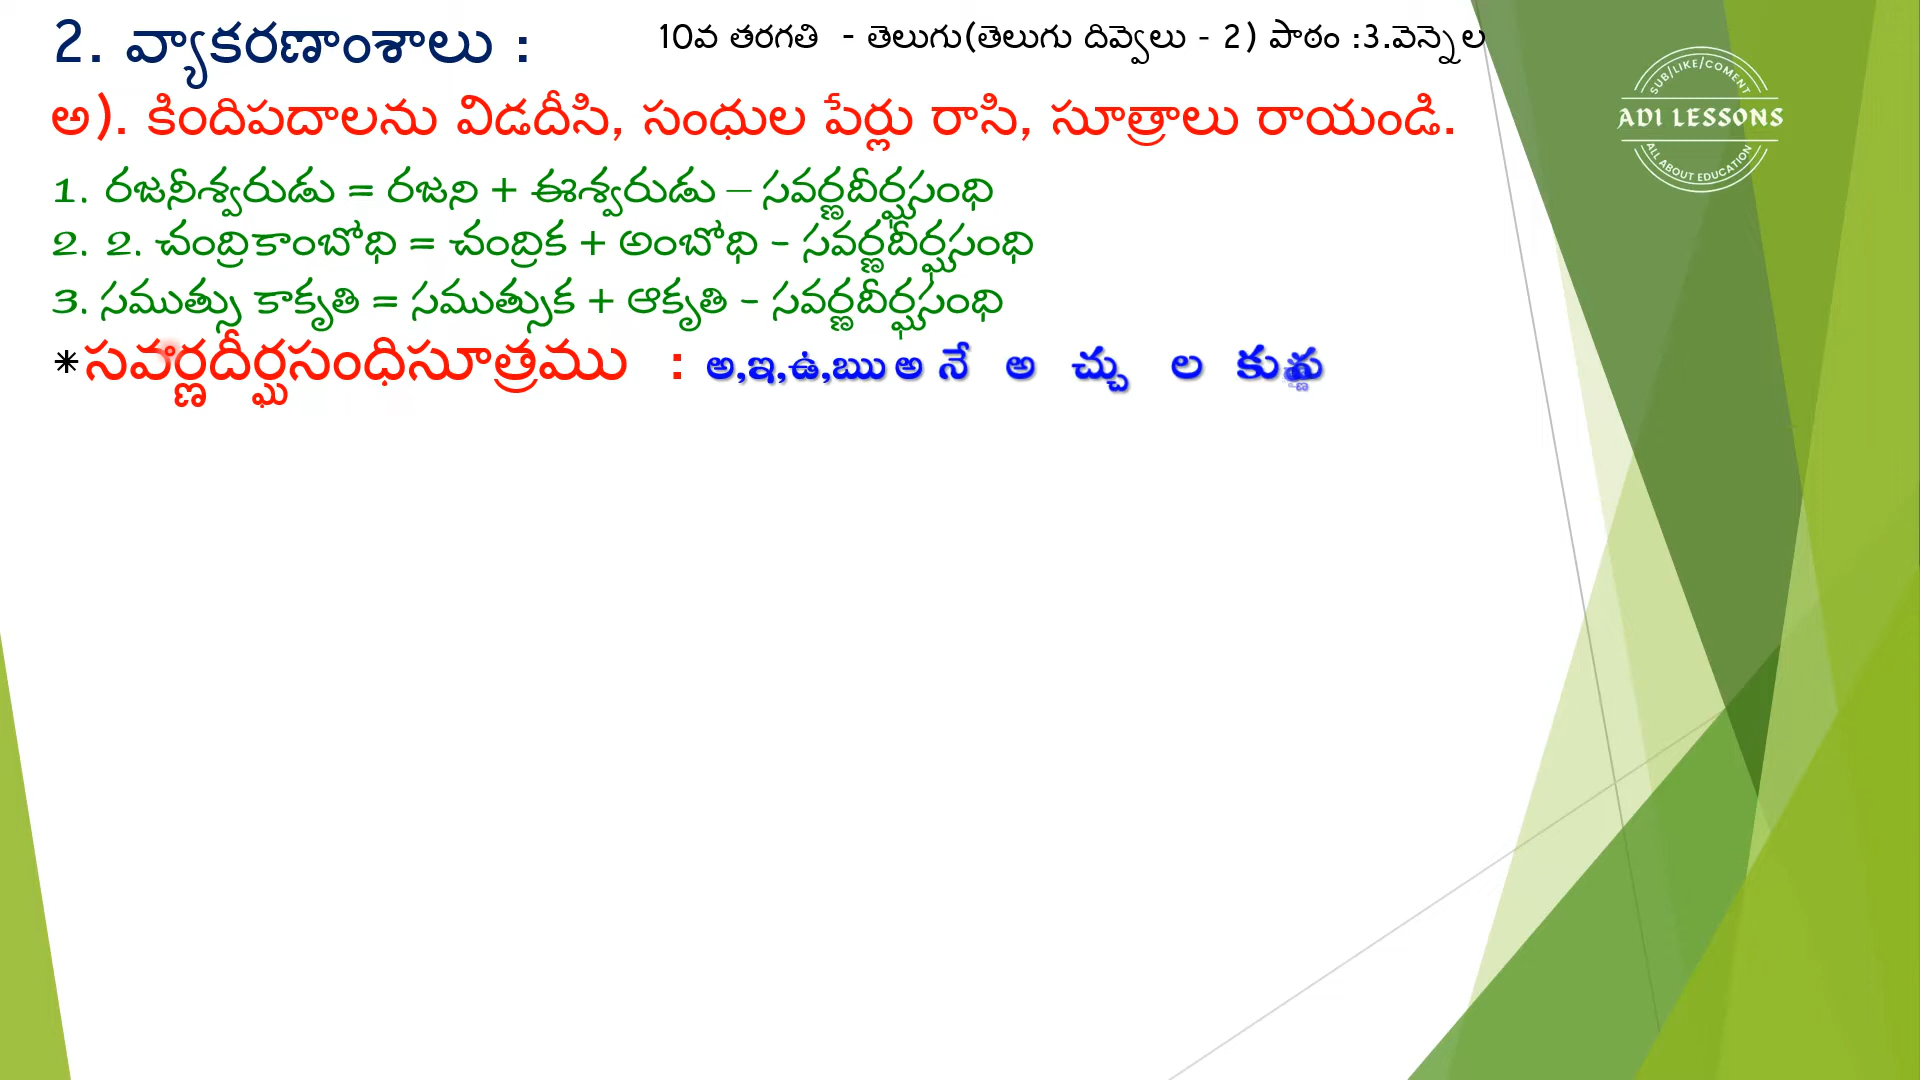 2. వ్యాకరణాంశాలు :
10వ తరగతి - తెలుగు(తెలుగు దివ్వెలు - 2) పాఠం :3.వెన్నెల
అ). కిందిపదాలను విడదీసి, సంధుల పేర్లు రాసి, సూత్రాలు రాయండి.
1. రజనీశ్వరుడు = రజని + ఈశ్వరుడు – సవర్ణదీర్ఘసంధి
2. 2. చంద్రికాంబోధి = చంద్రిక + అంబోధి - సవర్ణదీర్ఘసంధి
3. సముత్సు కాకృతి = సముత్సుక + ఆకృతి - సవర్ణదీర్ఘసంధి
*సవర్ణదీర్ఘసంధిసూత్రము : అ,ఇ,ఉ,ఋ అ నే అ చ్చు ల కు
SUB/LIKE/COMENT
ADI LESSONS
ALL ABOUT EDUCATION